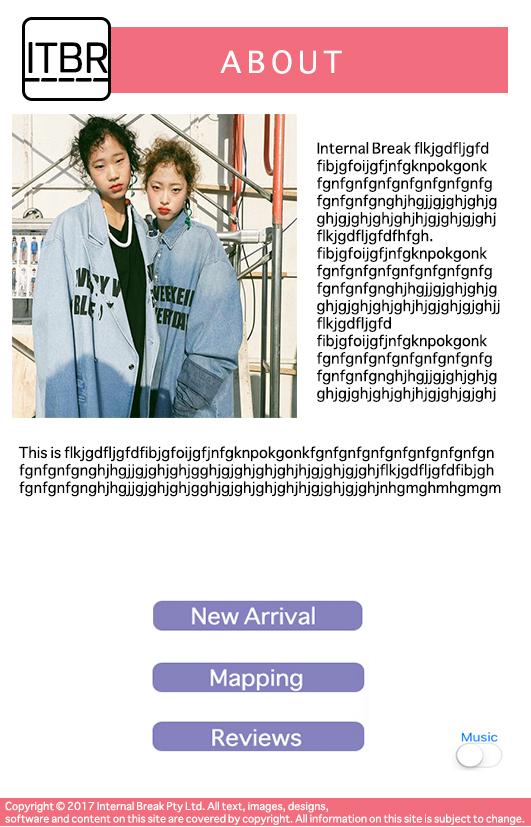 ITBR
ABOUT
Internal Break flkjgdfljgfd
fibjgfoijgfjnfgknpokgonk
fgnfgnfgnfgnfgnfgnfgnfg
fgnfgnfgnghjhgjjgjghjghjg
ghjgjghjghjghjhjgjghjgjghj
flkjgdfljgfdfhfgh.
fibjgfoijgfjnfgknpokgonk
fgnfgnfgnfgnfgnfgnfgnfg
fgnfgnfgnghjhgjjgjghjghjg
ghjgjghjghjghjhjgjghjgjghjj
flkjgdfljgfd
fibjgfoijgfjnfgknpokgonk
fgnfgnfgnfgnfgnfgnfgnfg
fgnfgnfgnghjhgjjgjghjghjg
ghjgjghjghjghjhjgjghjgjghj
This is flkjgdfljgfdfibjgfoijgfjnfgknpokgonkfgnfgnfgnfgnfgnfgnfgnfgn
fgnfgnfgnghjhgjjgjghjghjgghjgjghjghjghjhjgjghjgjghjflkjgdfljgfdfibjgh
fgnfgnfgnghjhgjjgjghjghjgghjgjghjghjghjhjgjghjgjghjnhgmghmhgmgm
New Arrival
Mapping
Reviews
Music
Copyright © 2017 Internal Break Pty Ltd. All text, images, designs,
software and content on this site are covered by copyright. All information on this site is subject to change.